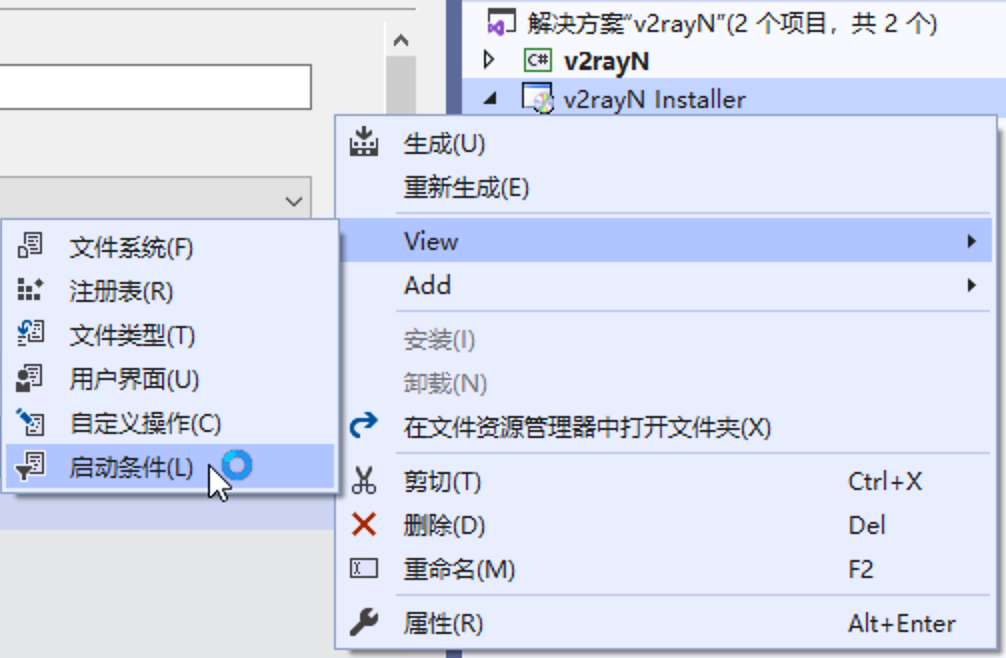 解决方案“v2rayN”(2 个项目，共 2 个)
C# v2rayN
v2rayN Installer
生成(U)
重新生成(E)
View
Add
安装(I)
卸载(N)
在文件资源管理器中打开文件夹(X)
剪切(T) Ctrl+X
删除(D) Del
重命名(M) F2
属性(R) Alt+Enter
文件系统(F)
注册表(R)
文件类型(T)
用户界面(U)
自定义操作(C)
启动条件(L)